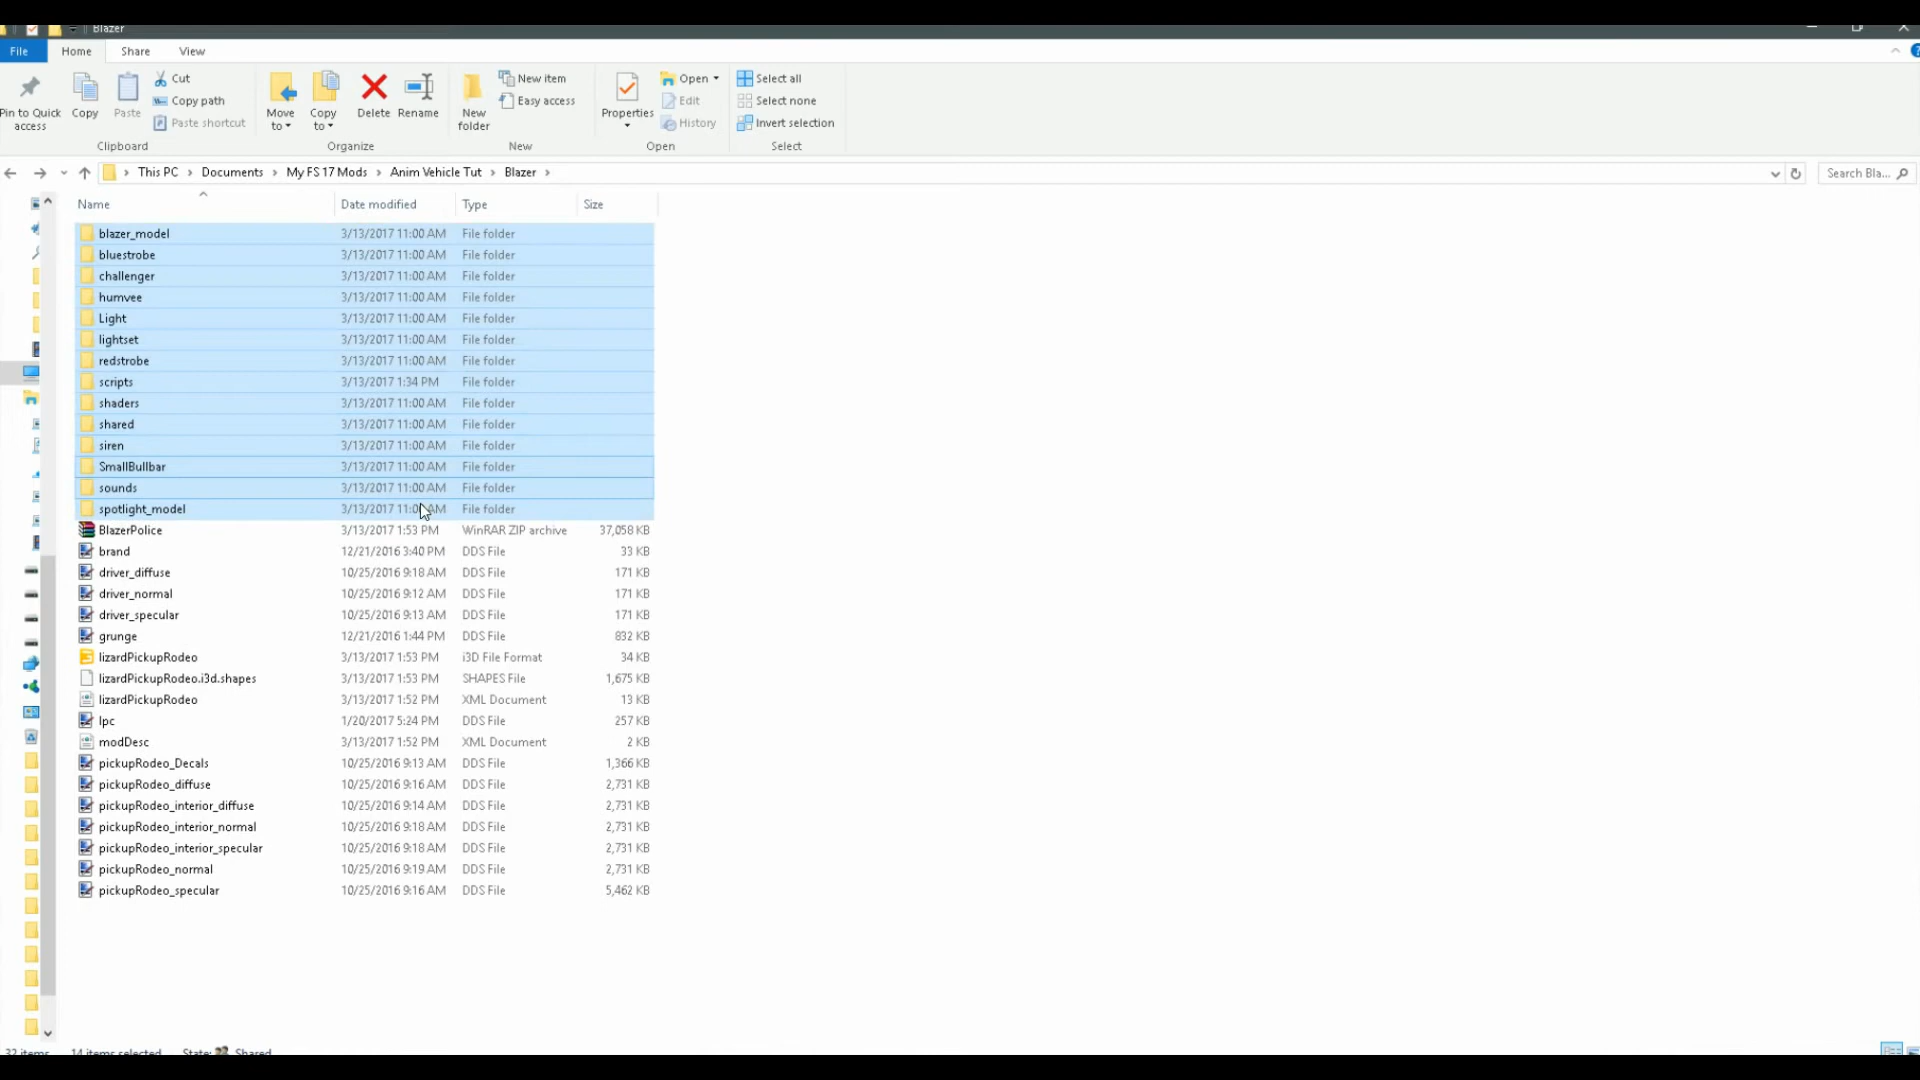 Blazer
File Home Share View
Pin to Quick access
Copy
Paste
Cut
Copy path
Paste shortcut
Move to
Copy to
Delete
Rename
New folder
New item
Easy access
Properties
Open
Edit
History
Select all
Select none
Invert selection
Clipboard Organize New Open Select
This PC > Documents > My FS 17 Mods > Anim Vehicle Tut > Blazer >
Search Bla...
Name Date modified Type Size
blazer_model 3/13/2017 11:00 AM File folder
bluestrobe 3/13/2017 11:00 AM File folder
challenger 3/13/2017 11:00 AM File folder
humvee 3/13/2017 11:00 AM File folder
Light 3/13/2017 11:00 AM File folder
lightset 3/13/2017 11:00 AM File folder
redstrobe 3/13/2017 11:00 AM File folder
scripts 3/13/2017 1:34 PM File folder
shaders 3/13/2017 11:00 AM File folder
shared 3/13/2017 11:00 AM File folder
siren 3/13/2017 11:00 AM File folder
SmallBullbar 3/13/2017 11:00 AM File folder
sounds 3/13/2017 11:00 AM File folder
spotlight_model 3/13/2017 11:00 AM File folder
BlazerPolice 3/13/2017 1:53 PM WinRAR ZIP archive 37,058 KB
brand 12/21/2016 3:40 PM DDS File 33 KB
driver_diffuse 10/25/2016 9:18 AM DDS File 171 KB
driver_normal 10/25/2016 9:12 AM DDS File 171 KB
driver_specular 10/25/2016 9:13 AM DDS File 171 KB
grunge 12/21/2016 1:44 PM DDS File 832 KB
lizardPickupRodeo 3/13/2017 1:53 PM i3D File Format 34 KB
lizardPickupRodeo.i3d.shapes 3/13/2017 1:53 PM SHAPES File 1,675 KB
lizardPickupRodeo 3/13/2017 1:52 PM XML Document 13 KB
lpc 1/20/2017 5:24 PM DDS File 257 KB
modDesc 3/13/2017 1:52 PM XML Document 2 KB
pickupRodeo_Decals 10/25/2016 9:13 AM DDS File 1,366 KB
pickupRodeo_diffuse 10/25/2016 9:16 AM DDS File 2,731 KB
pickupRodeo_interior_diffuse 10/25/2016 9:14 AM DDS File 2,731 KB
pickupRodeo_interior_normal 10/25/2016 9:18 AM DDS File 2,731 KB
pickupRodeo_interior_specular 10/25/2016 9:18 AM DDS File 2,731 KB
pickupRodeo_normal 10/25/2016 9:19 AM DDS File 2,731 KB
pickupRodeo_specular 10/25/2016 9:16 AM DDS File 5,462 KB
32 items 14 items selected State: Shared